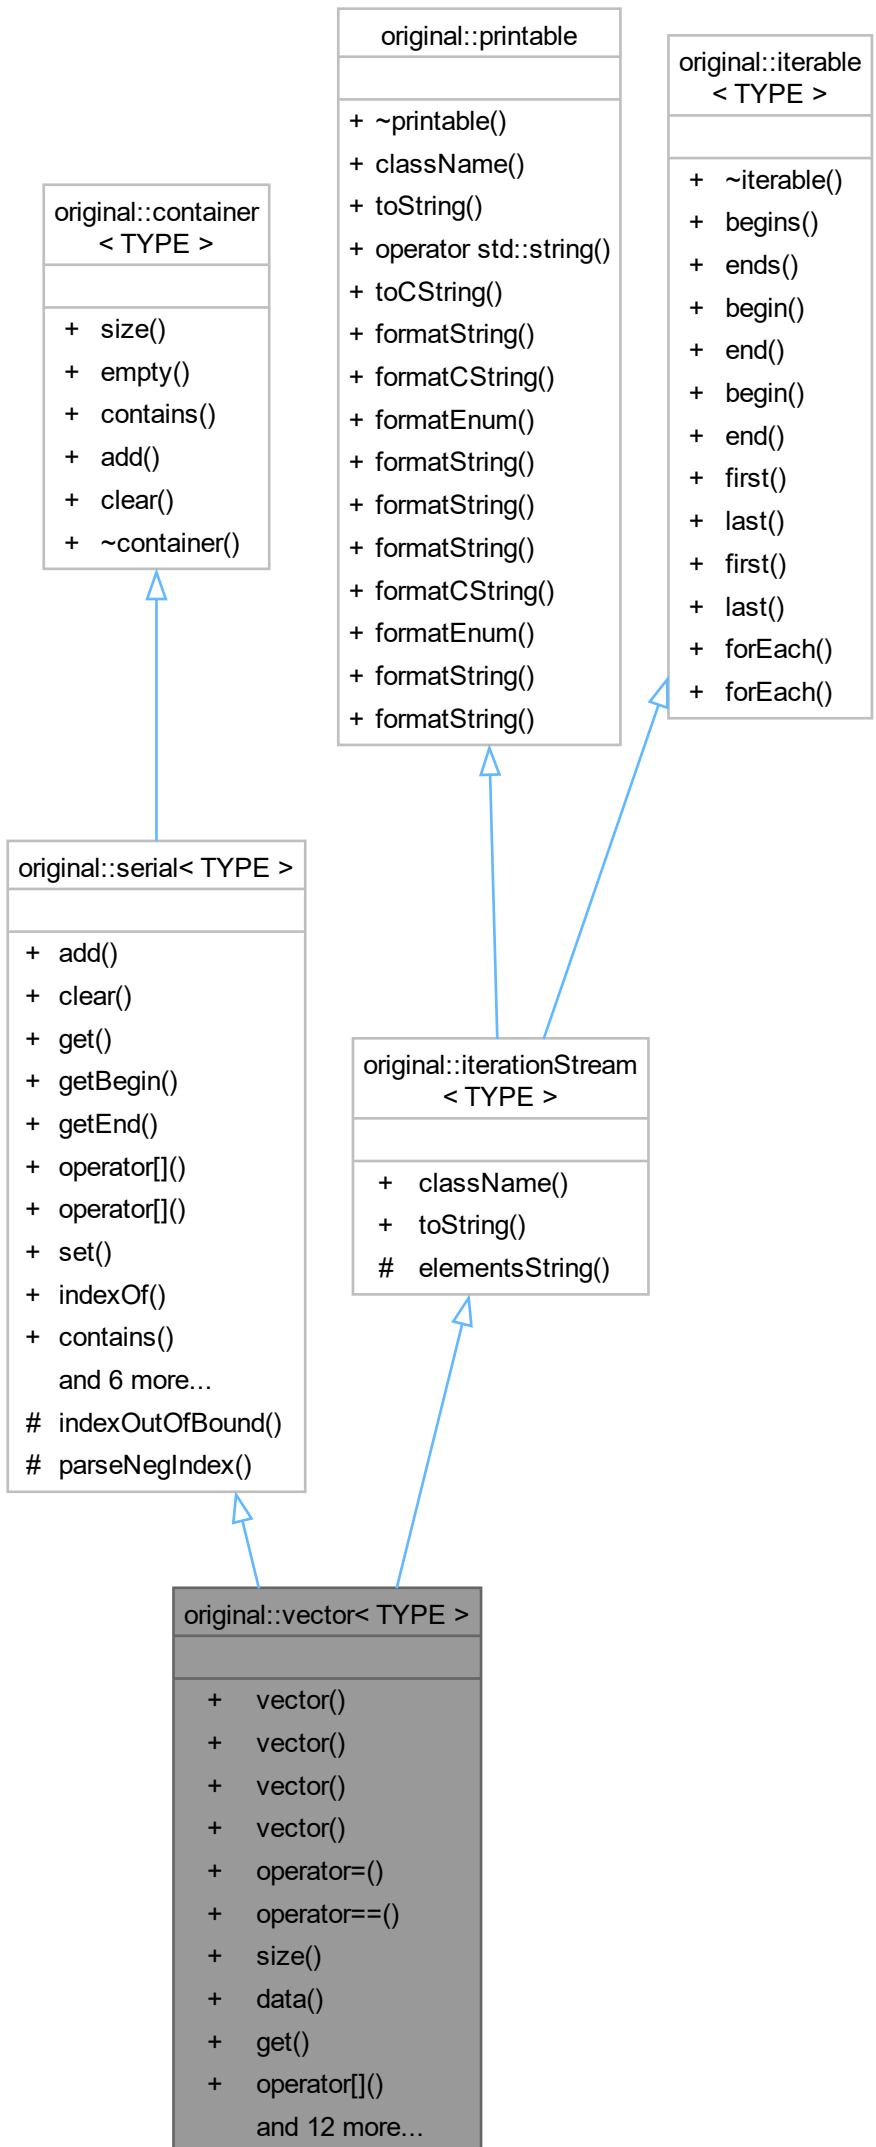 original::printable
+ ~printable()
+ className()
+ toString()
+ operator std::string()
+ toCString()
+ formatString()
+ formatCString()
+ formatEnum()
+ formatString()
+ formatString()
+ formatString()
+ formatCString()
+ formatEnum()
+ formatString()
+ formatString()
original::iterable
< TYPE >
+ ~iterable()
+ begins()
+ ends()
+ begin()
+ end()
+ begin()
+ end()
+ first()
+ last()
+ first()
+ last()
+ forEach()
+ forEach()
original::container
< TYPE >
+ size()
+ empty()
+ contains()
+ add()
+ clear()
+ ~container()
original::serial< TYPE >
+ add()
+ clear()
+ get()
+ getBegin()
+ getEnd()
+ operator[]()
+ operator[]()
+ set()
+ indexOf()
+ contains()
and 6 more...
# indexOutOfBound()
# parseNegIndex()
original::iterationStream
< TYPE >
+ className()
+ toString()
# elementsString()
original::vector< TYPE >
+ vector()
+ vector()
+ vector()
+ vector()
+ operator=()
+ operator==()
+ size()
+ data()
+ get()
+ operator[]()
and 12 more...